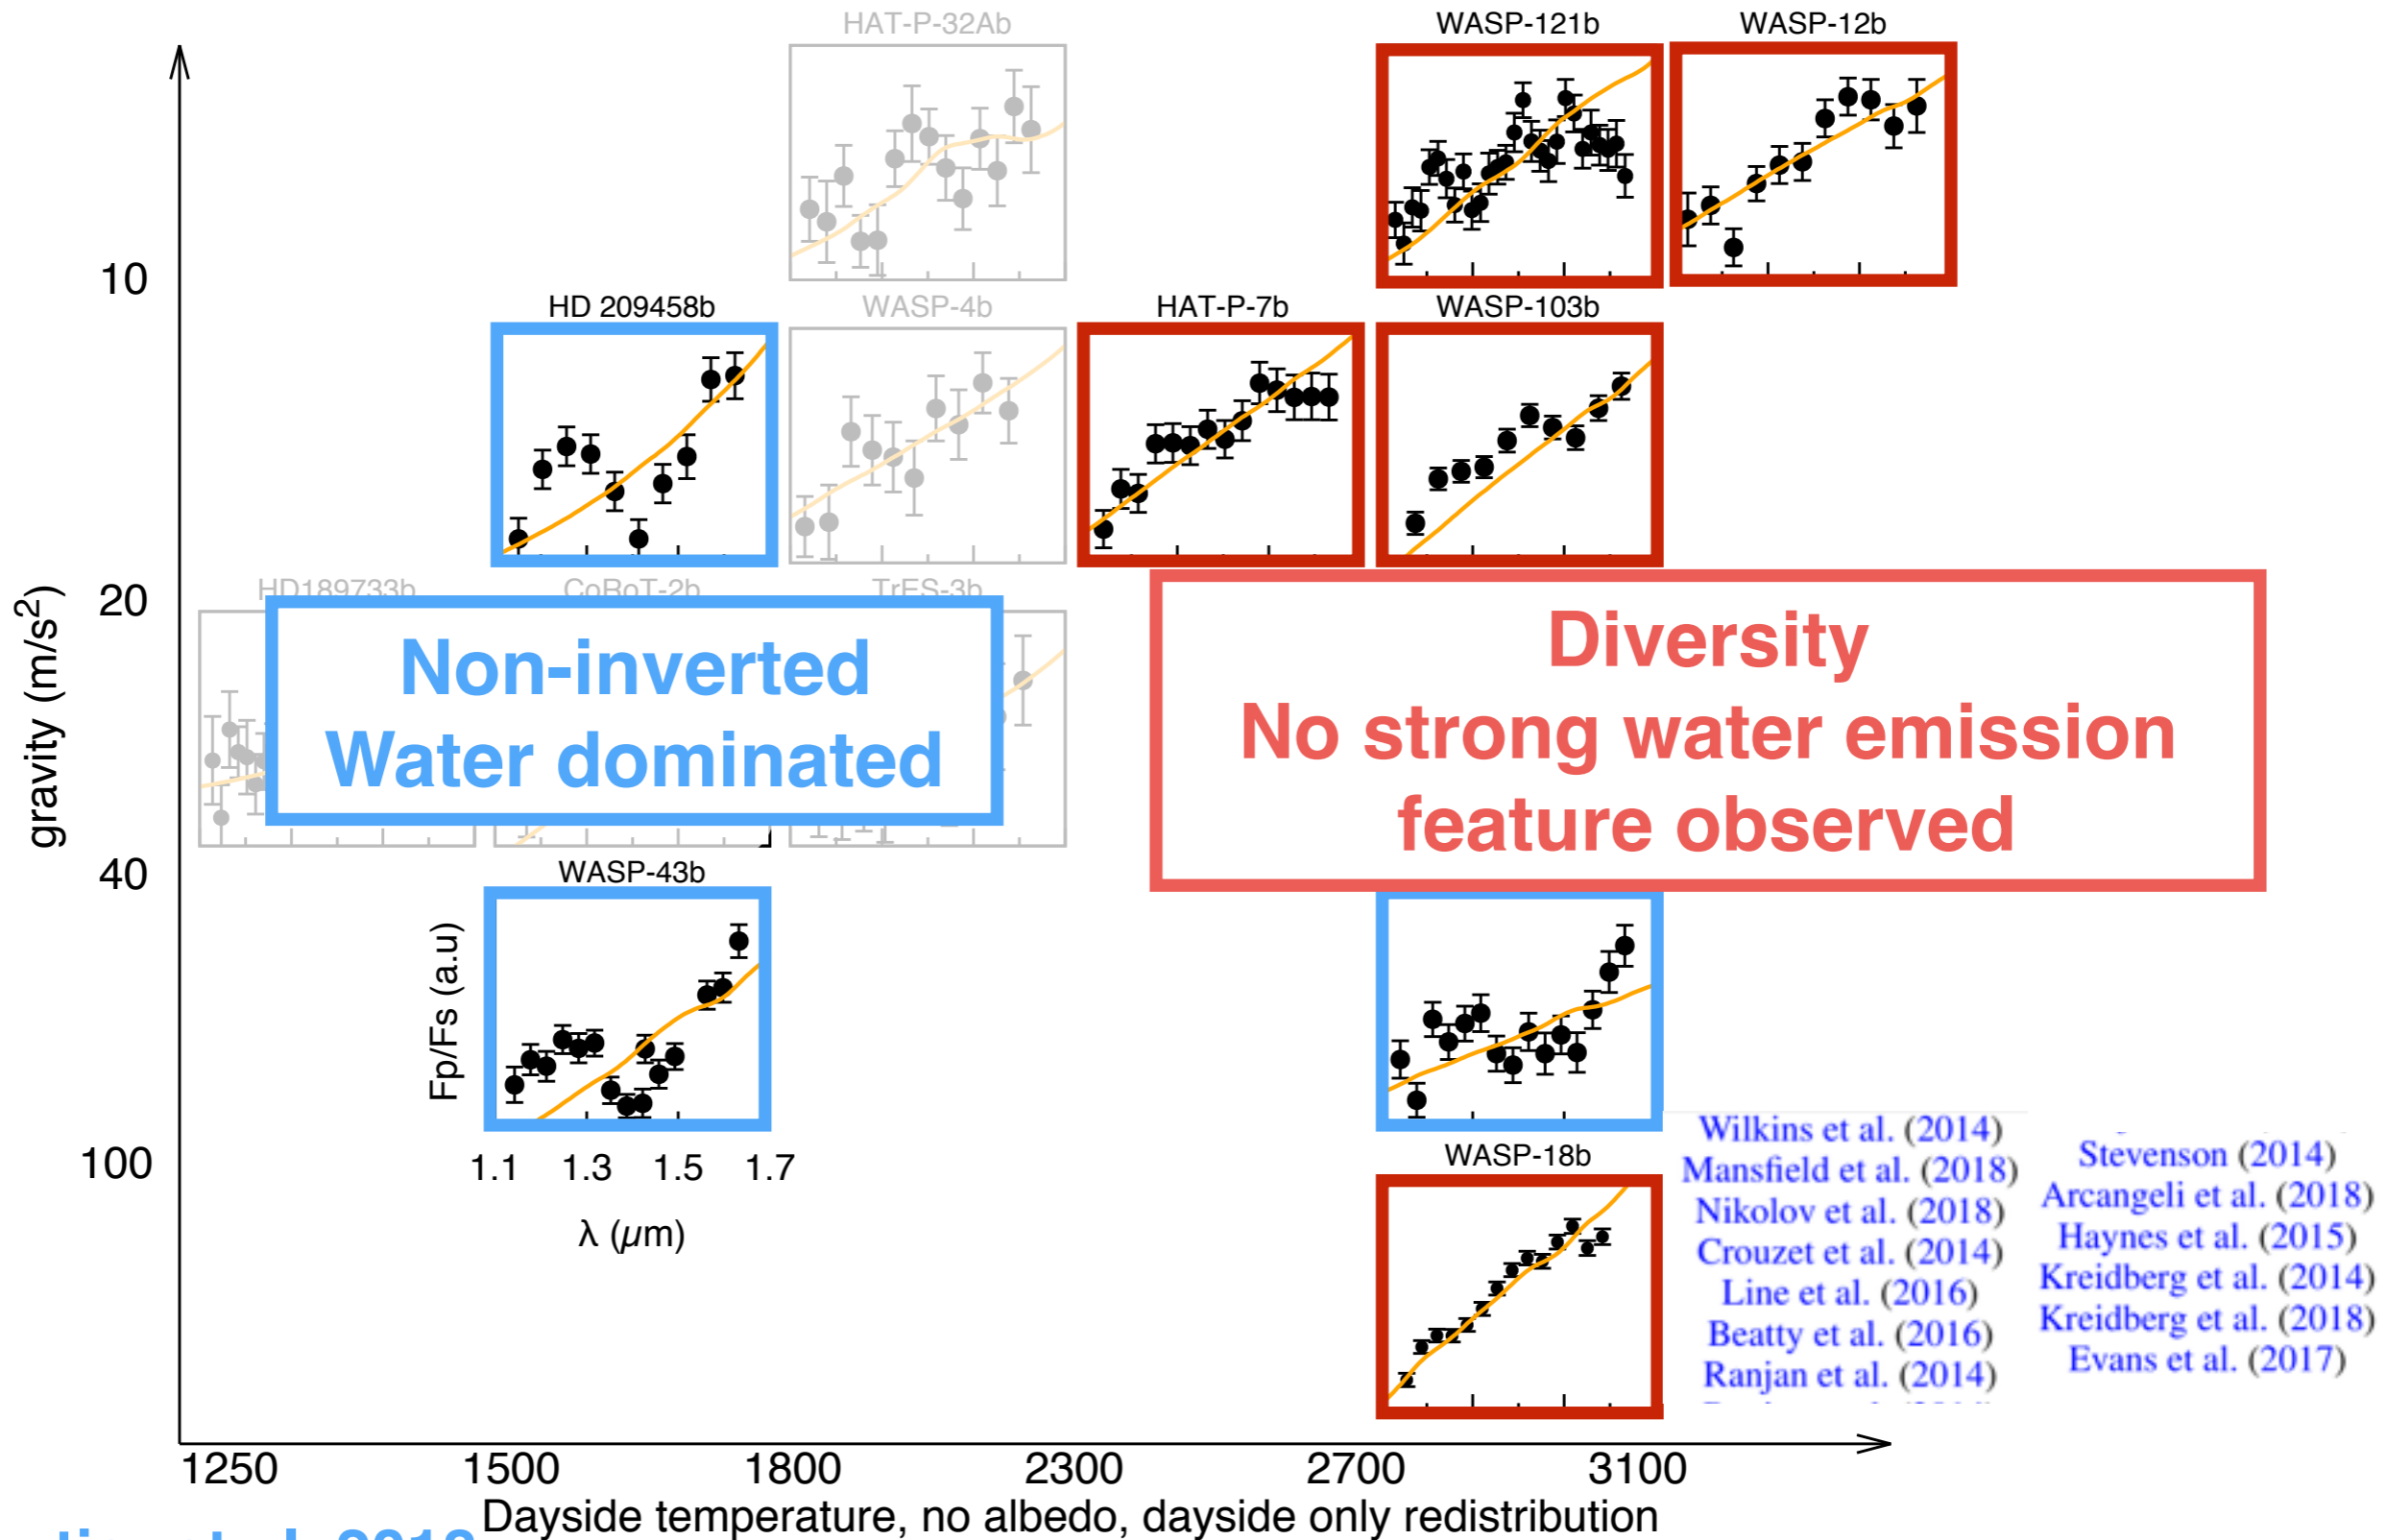 HAT-P-32Ab
WASP-121b
WASP-12b
10
HD 209458b
WASP-4b
HAT-P-7b
WASP-103b
20
HD189733b
CoRoT-2b
TrES-3b
gravity (m/s²)
Non-inverted
Water dominated
Diversity
No strong water emission
feature observed
40
WASP-43b
Fp/Fs (a.u)
100
1.1 1.3 1.5 1.7
λ (μm)
WASP-18b
Wilkins et al. (2014)
Mansfield et al. (2018)
Nikolov et al. (2018)
Crouzet et al. (2014)
Line et al. (2016)
Beatty et al. (2016)
Ranjan et al. (2014)
Stevenson (2014)
Arcangeli et al. (2018)
Haynes et al. (2015)
Kreidberg et al. (2014)
Kreidberg et al. (2018)
Evans et al. (2017)
1250 1500 1800 2300 2700 3100
Dayside temperature, no albedo, dayside only redistribution